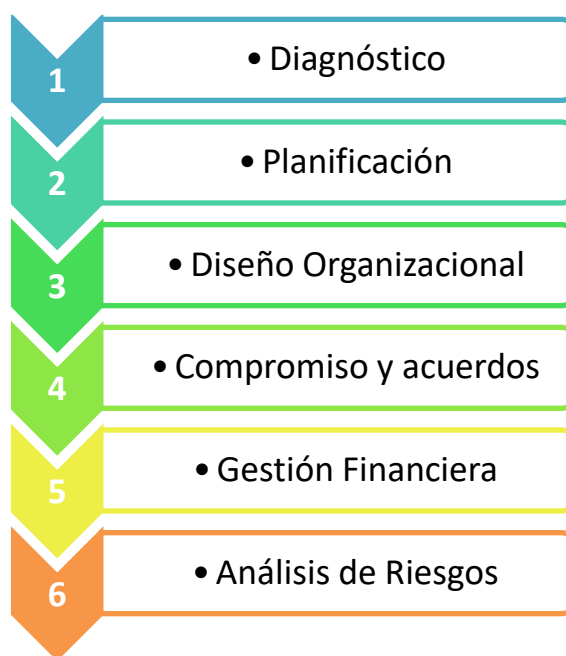 1
• Diagnóstico
2
• Planificación
3
• Diseño Organizacional
4
• Compromiso y acuerdos
5
• Gestión Financiera
6
• Análisis de Riesgos